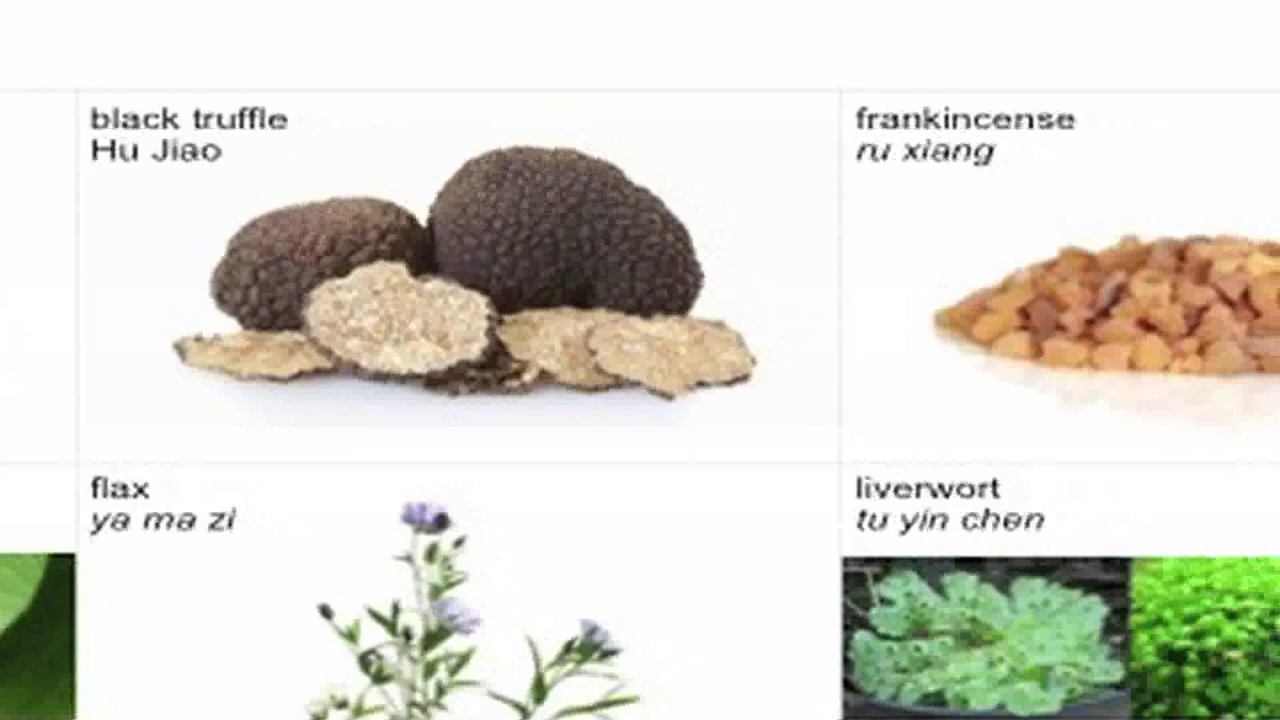 black truffle
Hu Jiao
frankincense
ru xiang
flax
ya ma zi
liverwort
tu yin chen